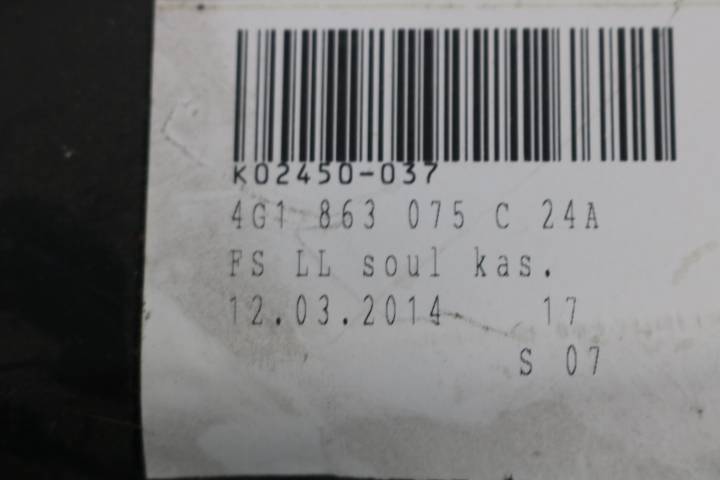 K02450-037
4G1 863 075 C 24A
FS LL soul kas.
12.03.2014 17
S 07